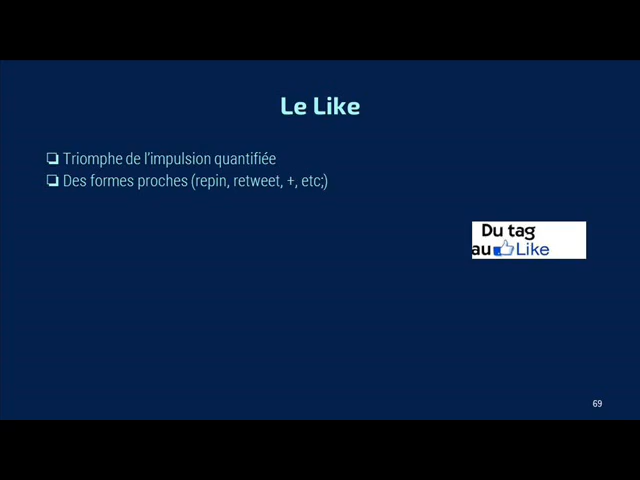 Le Like
❏ Triomphe de l’impulsion quantifiée
❏ Des formes proches (repin, retweet, +, etc;)
Du tag
au Like
69